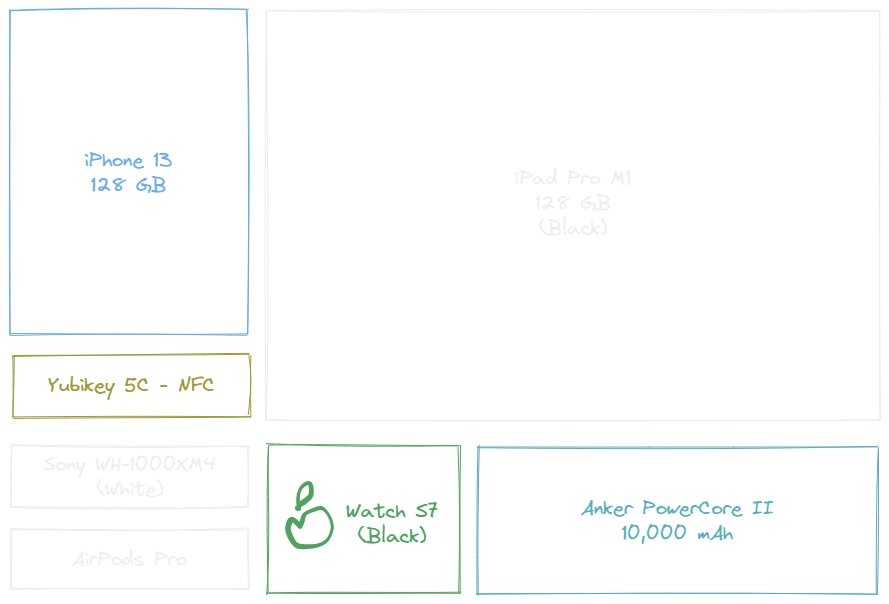 iPhone 13
128 GB
iPad Pro M1
128 GB
(Black)
Yubikey 5C - NFC
Sony WH-1000XM4
(White)
AirPods Pro
Watch S7
(Black)
Anker PowerCore II
10,000 mAh